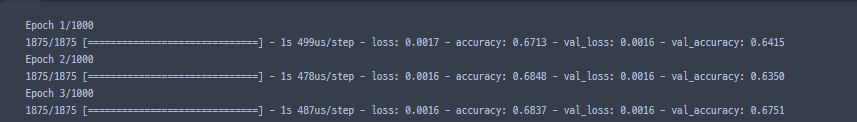 Epoch 1/1000
1875/1875 [==============================] - 1s 499us/step - loss: 0.0017 - accuracy: 0.6713 - val_loss: 0.0016 - val_accuracy: 0.6415
Epoch 2/1000
1875/1875 [==============================] - 1s 478us/step - loss: 0.0016 - accuracy: 0.6848 - val_loss: 0.0016 - val_accuracy: 0.6350
Epoch 3/1000
1875/1875 [==============================] - 1s 487us/step - loss: 0.0016 - accuracy: 0.6837 - val_loss: 0.0016 - val_accuracy: 0.6751